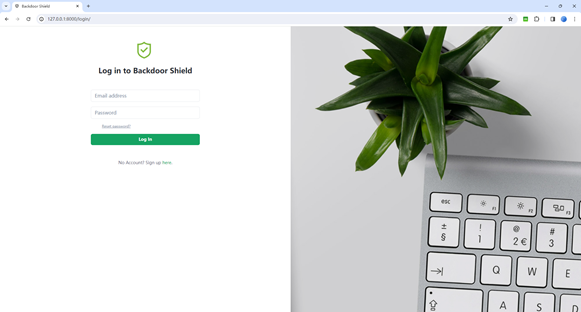 Backdoor Shield
127.0.0.1:8000/login/
Log in to Backdoor Shield
Email address
Password
Reset password?
Log In
No Account? Sign up here.
esc
F1
F2
F3
±
§
!
1
@
2 €
#
3
Q
W
E
A
S
D